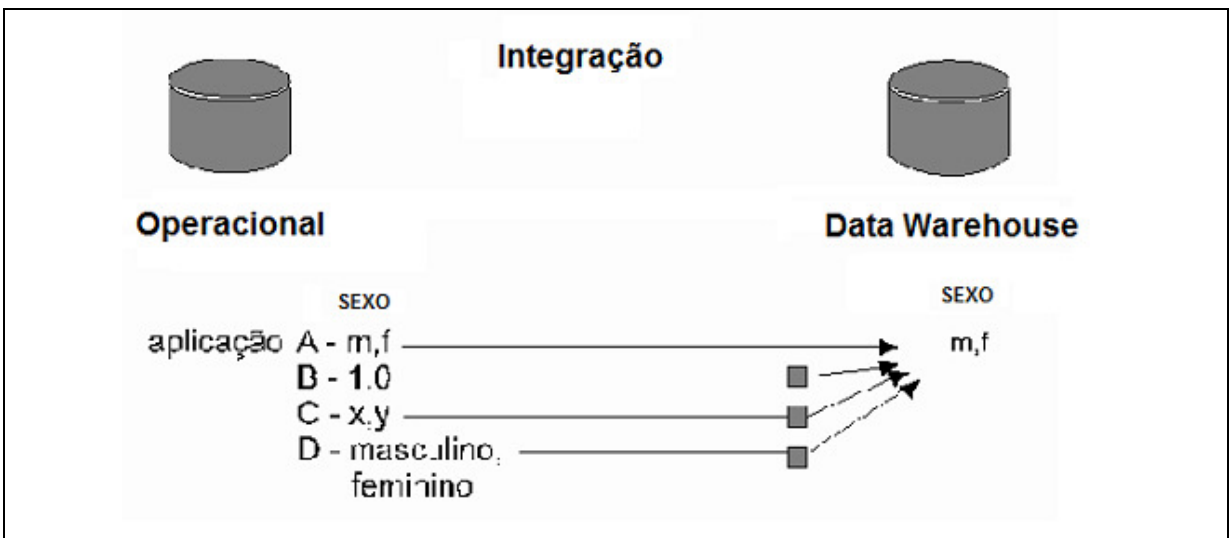 Integração
Operacional
Data Warehouse
SEXO
SEXO
aplicação A - m,f
m,f
B - 1.0
C - x,y
D - masculino,
feminino